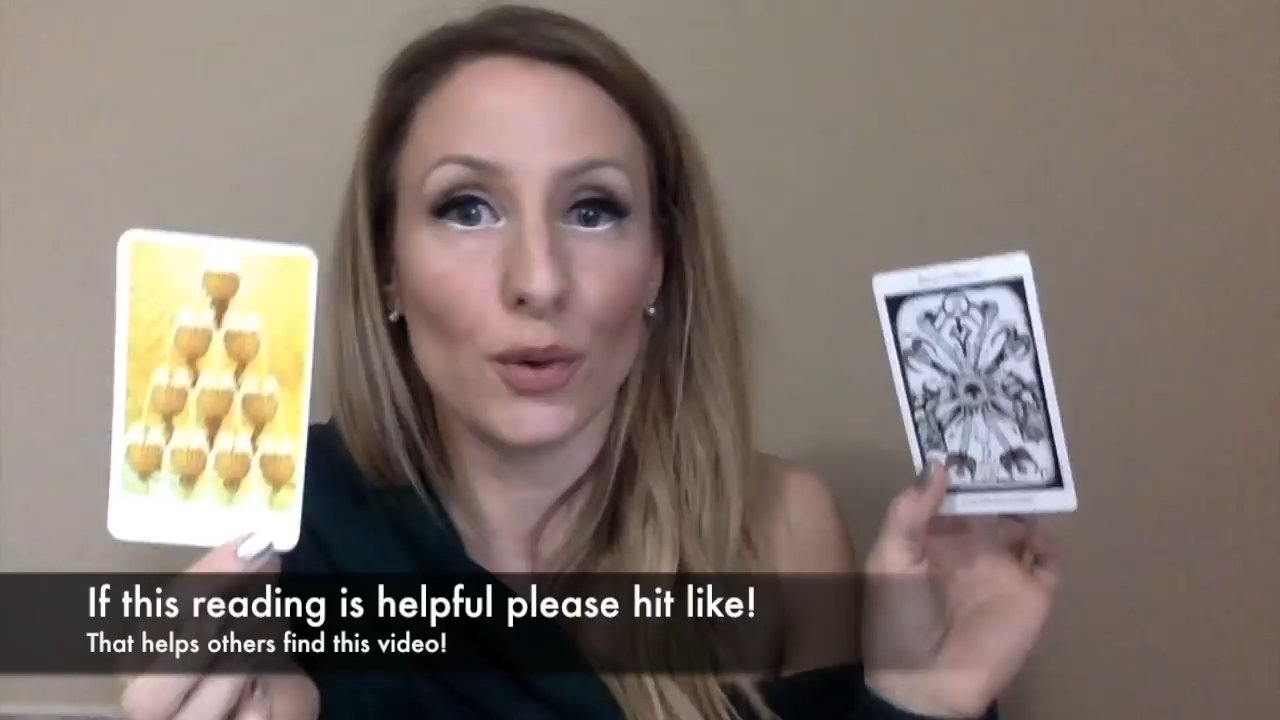 If this reading is helpful please hit like!
That helps others find this video!